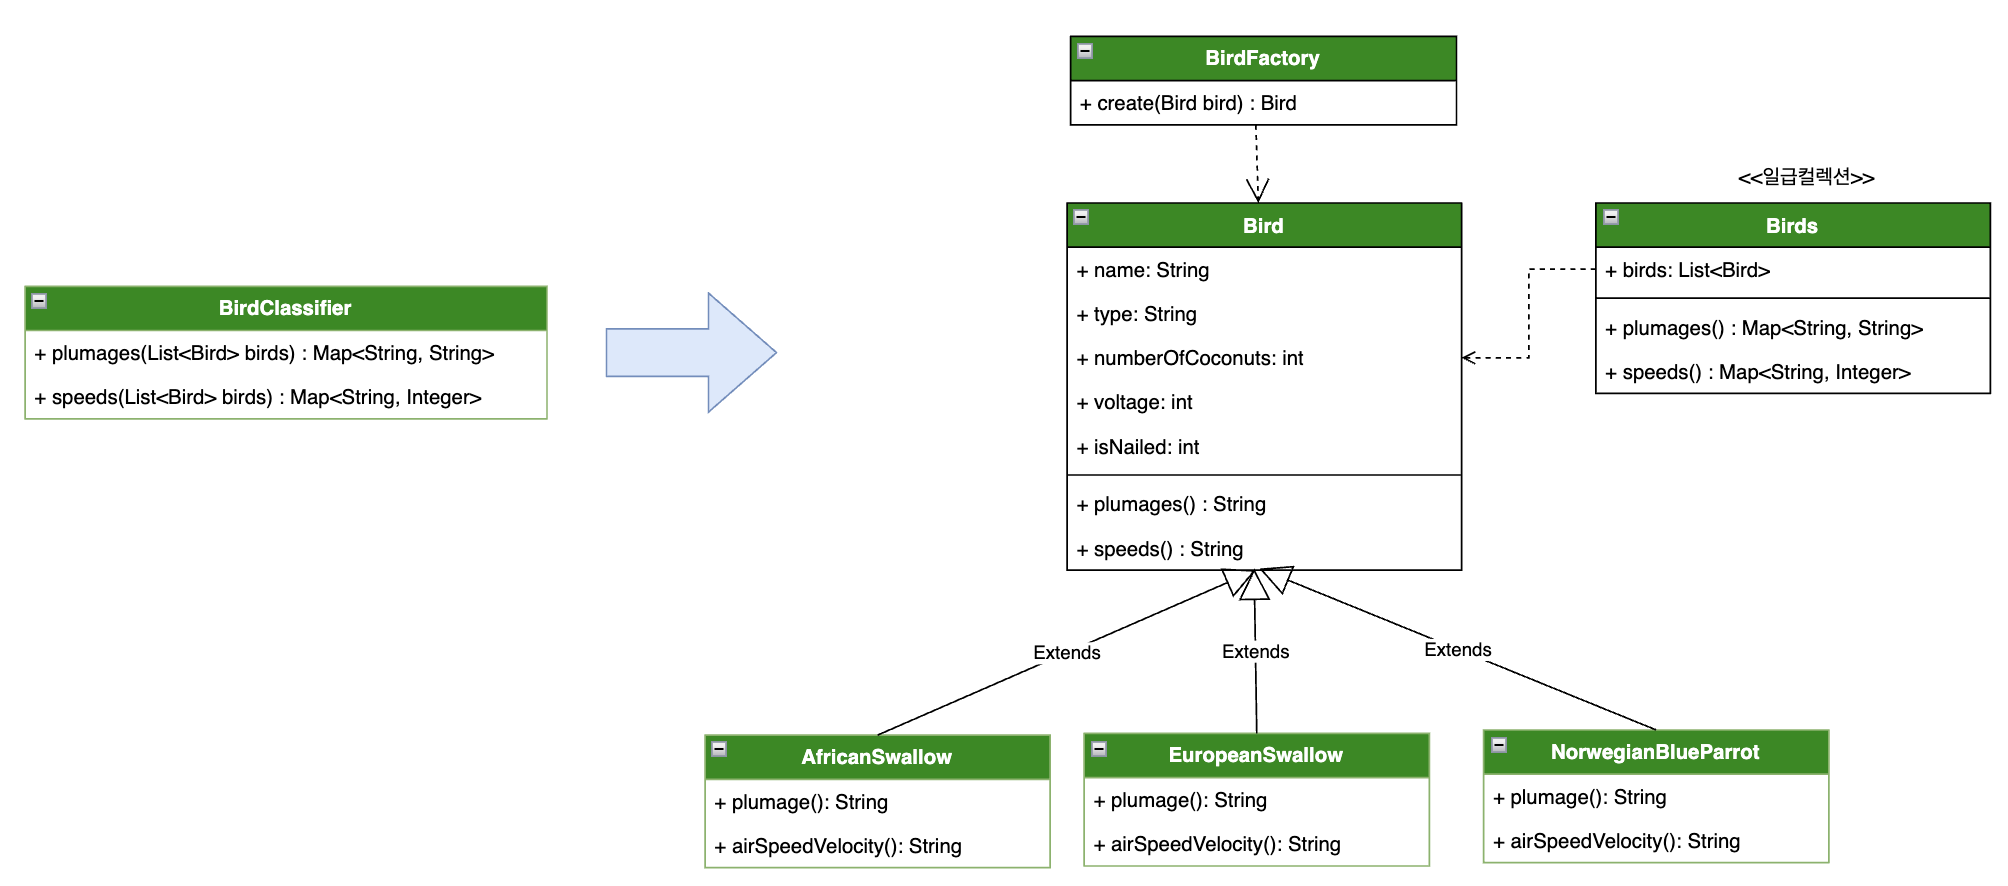 BirdFactory
+ create(Bird bird) : Bird
<<일급컬렉션>>
BirdClassifier
+ plumages(List<Bird> birds) : Map<String, String>
+ speeds(List<Bird> birds) : Map<String, Integer>
Bird
+ name: String
+ type: String
+ numberOfCoconuts: int
+ voltage: int
+ isNailed: int
+ plumages() : String
+ speeds() : String
Birds
+ birds: List<Bird>
+ plumages() : Map<String, String>
+ speeds() : Map<String, Integer>
Extends
Extends
Extends
AfricanSwallow
+ plumage(): String
+ airSpeedVelocity(): String
EuropeanSwallow
+ plumage(): String
+ airSpeedVelocity(): String
NorwegianBlueParrot
+ plumage(): String
+ airSpeedVelocity(): String